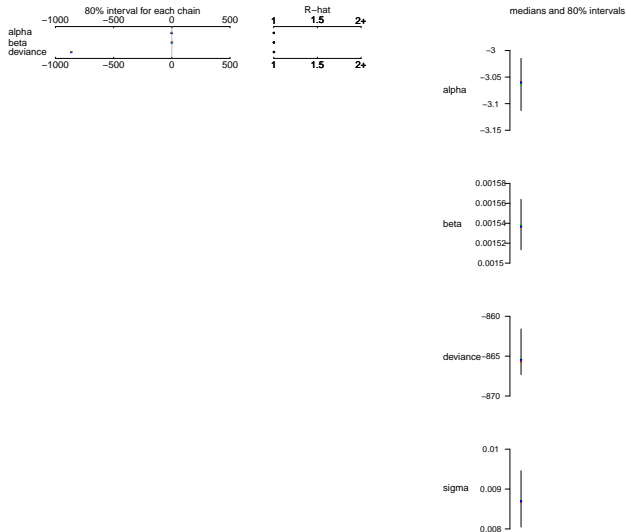 80% interval for each chain
R−hat
−1000 −500 0 500
1 1.5 2+
alpha
beta
deviance
−1000 −500 0 500
1 1.5 2+
medians and 80% intervals
−3
−3.05
alpha
−3.1
−3.15
0.00158
0.00156
beta
0.00154
0.00152
0.0015
−860
deviance
−865
−870
0.01
sigma
0.009
0.008